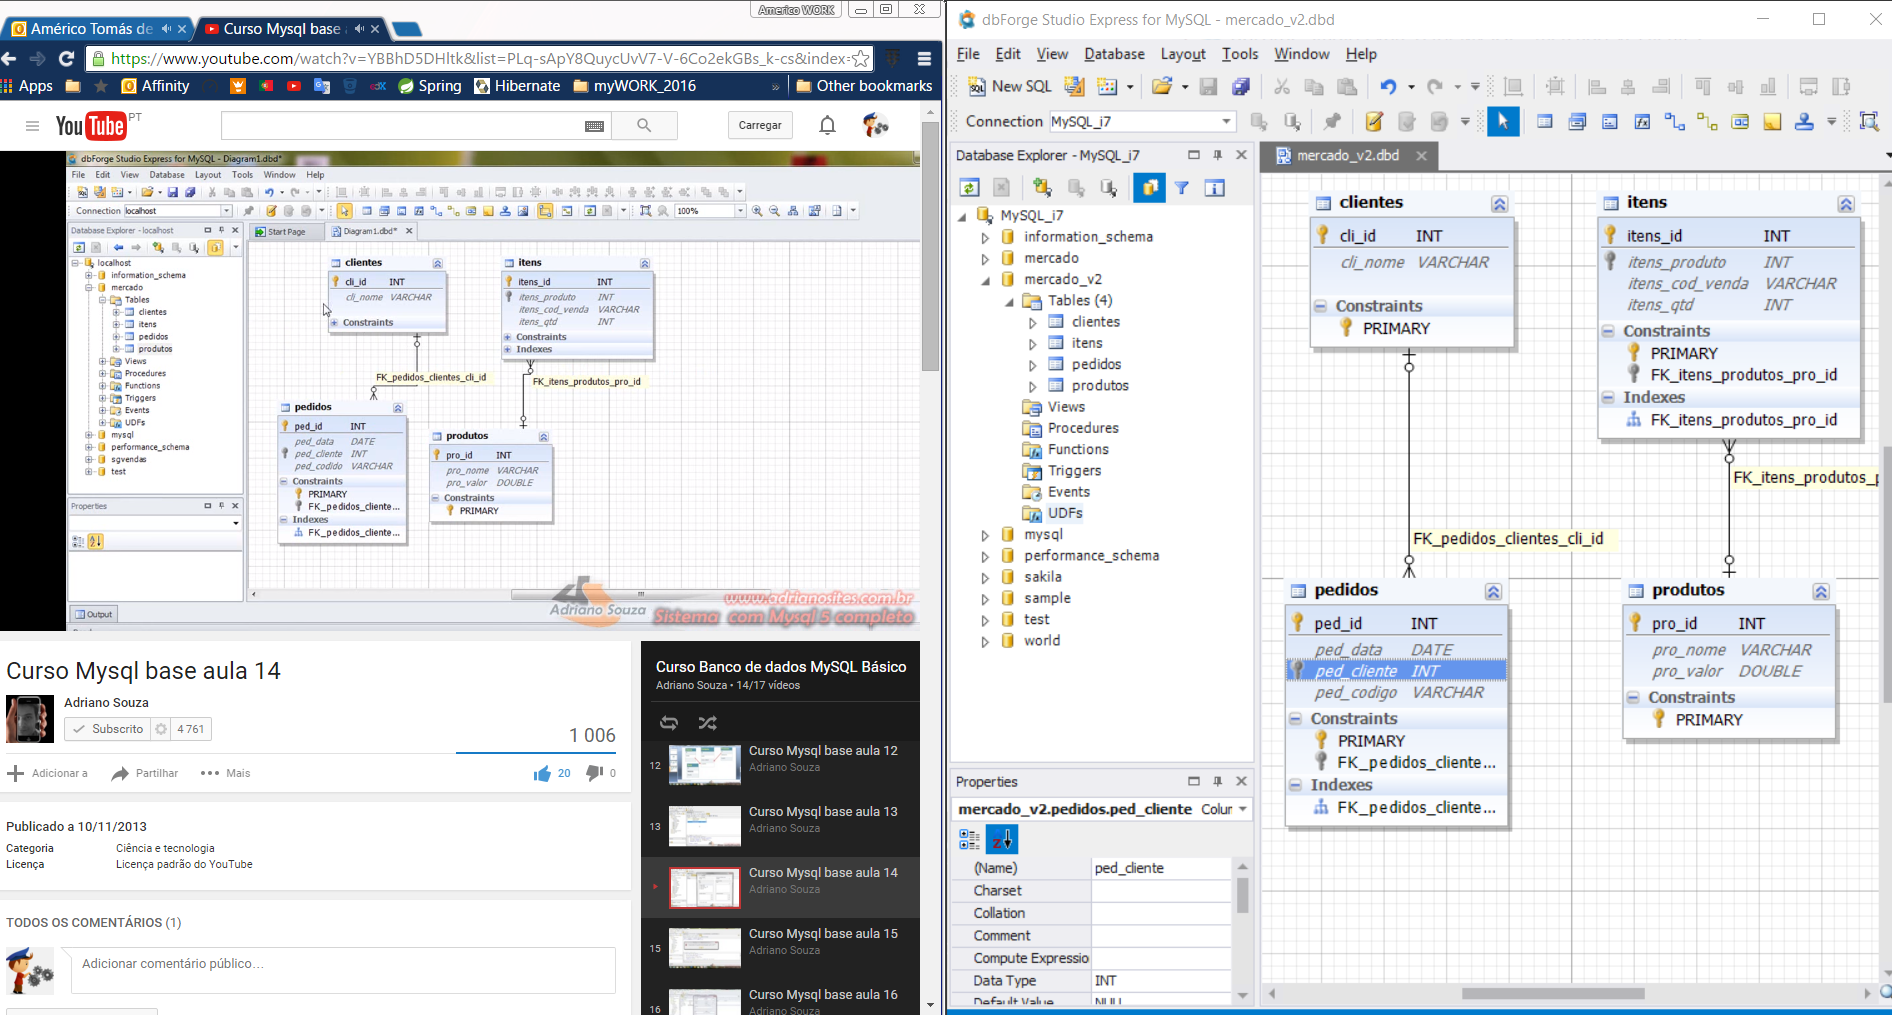 Americo WORK
Américo Tomás de
Curso Mysql base
https://www.youtube.com/watch?v=YBBhD5DHltk&list=PLq-sApY8QuycUvV7-V-6Co2ekGBs_k-cs&index=
Apps
Affinity
Spring
Hibernate
myWORK_2016
»
Other bookmarks
YouTube PT
Carregar
dbForge Studio Express for MySQL - Diagram1.dbd*
File Edit View Database Layout Tools Window Help
Connection localhost
100%
Database Explorer - localhost
Start Page
Diagram1.dbd*
localhost
information_schema
mercado
Tables
clientes
itens
pedidos
produtos
Views
Procedures
Functions
Triggers
Events
UDFs
mysql
performance_schema
sgvendas
test
Properties
Output
clientes
cli_id INT
cli_nome VARCHAR
Constraints
itens
itens_id INT
itens_produto INT
itens_cod_venda VARCHAR
itens_qtd INT
Constraints
Indexes
FK_pedidos_clientes_cli_id
FK_itens_produtos_pro_id
pedidos
ped_id INT
ped_data DATE
ped_cliente INT
ped_codido VARCHAR
Constraints
PRIMARY
FK_pedidos_cliente...
Indexes
FK_pedidos_cliente...
produtos
pro_id INT
pro_nome VARCHAR
pro_valor DOUBLE
Constraints
PRIMARY
Adriano Souza
www.adrianosites.com.br
Sistema com Mysql 5 completo
Curso Mysql base aula 14
Adriano Souza
Subscrito
4 761
1 006
Adicionar a
Partilhar
Mais
20
0
Publicado a 10/11/2013
Categoria Ciência e tecnologia
Licença Licença padrão do YouTube
TODOS OS COMENTÁRIOS (1)
Adicionar comentário público...
Curso Banco de dados MySQL Básico
Adriano Souza • 14/17 vídeos
12
Curso Mysql base aula 12
Adriano Souza
13
Curso Mysql base aula 13
Adriano Souza
Curso Mysql base aula 14
Adriano Souza
15
Curso Mysql base aula 15
Adriano Souza
16
Curso Mysql base aula 16
Adriano Souza
dbForge Studio Express for MySQL - mercado_v2.dbd
File Edit View Database Layout Tools Window Help
New SQL
Connection MySQL_i7
Database Explorer - MySQL_i7
mercado_v2.dbd
MySQL_i7
information_schema
mercado
mercado_v2
Tables (4)
clientes
itens
pedidos
produtos
Views
Procedures
Functions
Triggers
Events
UDFs
mysql
performance_schema
sakila
sample
test
world
Properties
mercado_v2.pedidos.ped_cliente Colur
(Name) ped_cliente
Charset
Collation
Comment
Compute Expressio
Data Type INT
Default Value NULL
clientes
cli_id INT
cli_nome VARCHAR
Constraints
PRIMARY
itens
itens_id INT
itens_produto INT
itens_cod_venda VARCHAR
itens_qtd INT
Constraints
PRIMARY
FK_itens_produtos_pro_id
Indexes
FK_itens_produtos_pro_id
FK_itens_produtos_p
FK_pedidos_clientes_cli_id
pedidos
ped_id INT
ped_data DATE
ped_cliente INT
ped_codigo VARCHAR
Constraints
PRIMARY
FK_pedidos_cliente...
Indexes
FK_pedidos_cliente...
produtos
pro_id INT
pro_nome VARCHAR
pro_valor DOUBLE
Constraints
PRIMARY